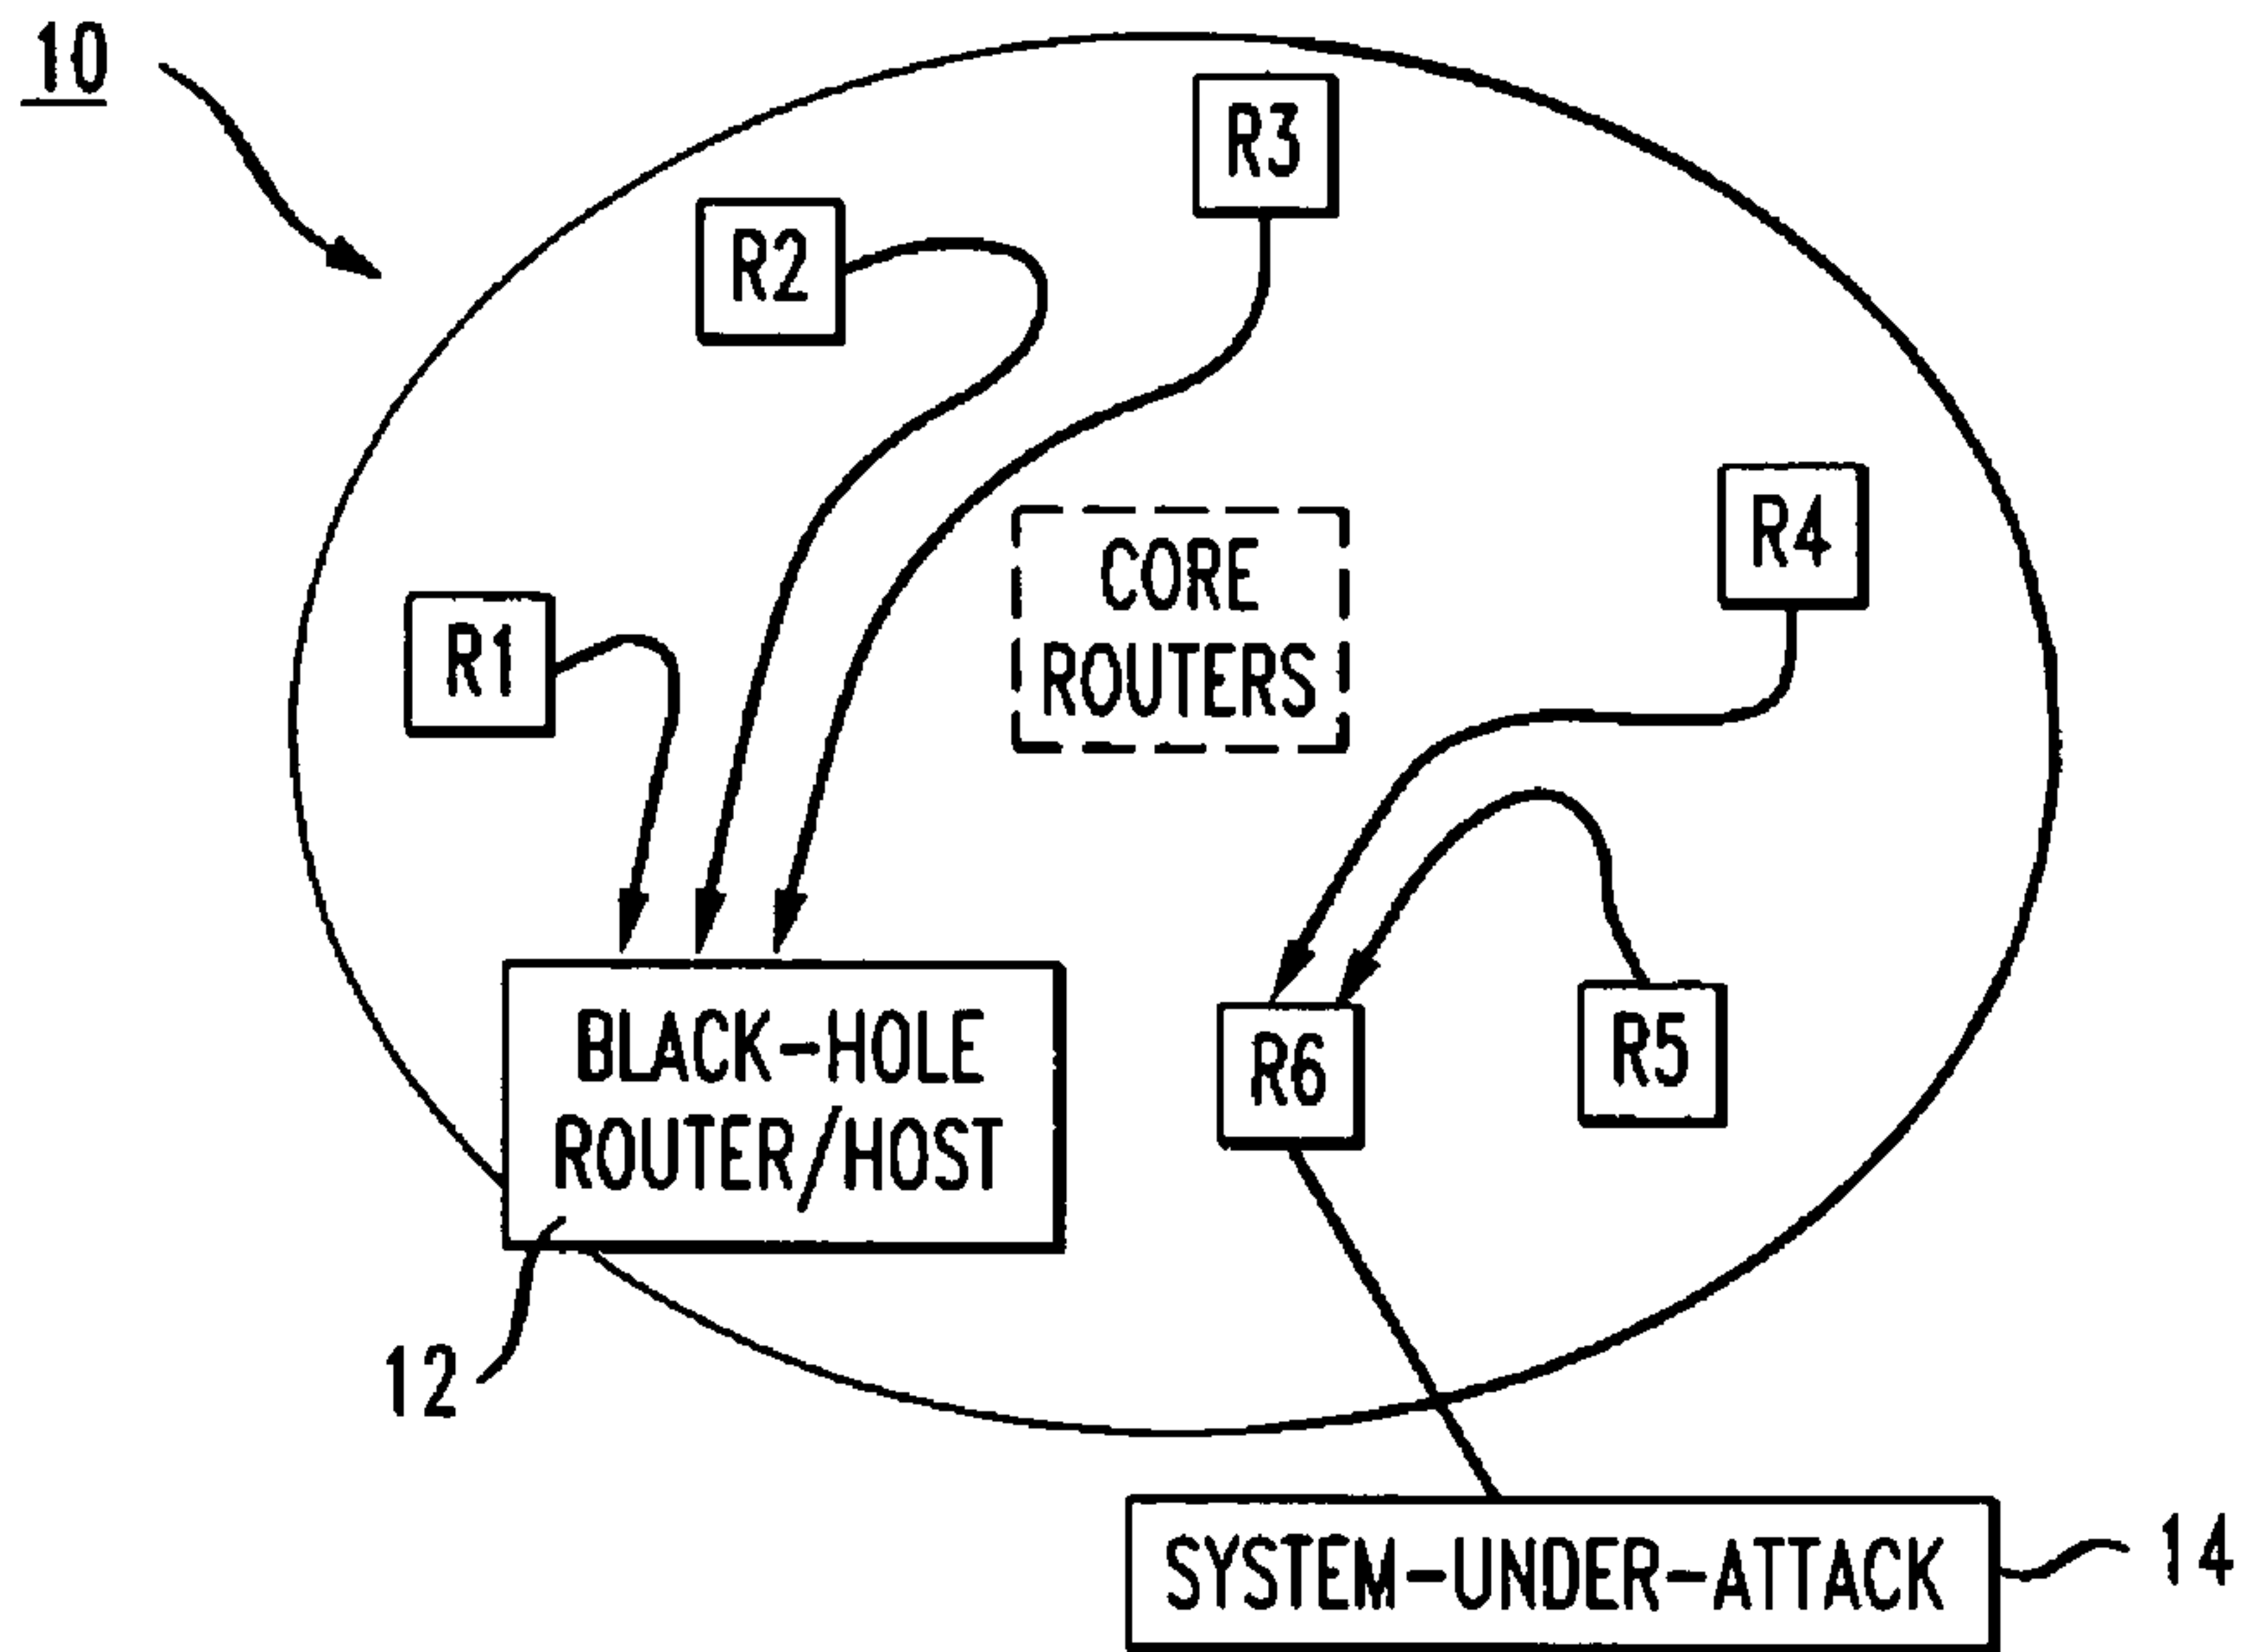 10
R3
R2
R4
CORE
ROUTERS
R1
BLACK-HOLE
ROUTER/HOST
R6
R5
12
SYSTEM-UNDER-ATTACK
14